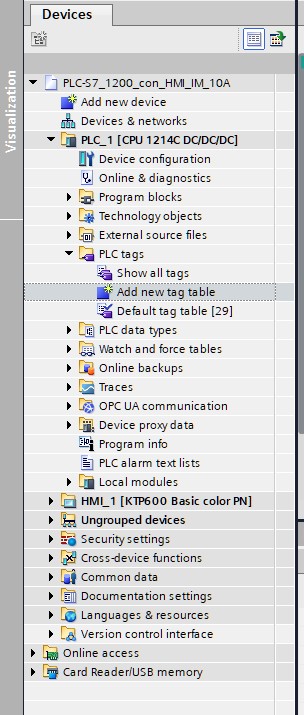 Devices
Visualization
PLC-S7_1200_con_HMI_IM_10A
Add new device
Devices & networks
PLC_1 [CPU 1214C DC/DC/DC]
Device configuration
Online & diagnostics
Program blocks
Technology objects
External source files
PLC tags
Show all tags
Add new tag table
Default tag table [29]
PLC data types
Watch and force tables
Online backups
Traces
OPC UA communication
Device proxy data
Program info
PLC alarm text lists
Local modules
HMI_1 [KTP600 Basic color PN]
Ungrouped devices
Security settings
Cross-device functions
Common data
Documentation settings
Languages & resources
Version control interface
Online access
Card Reader/USB memory